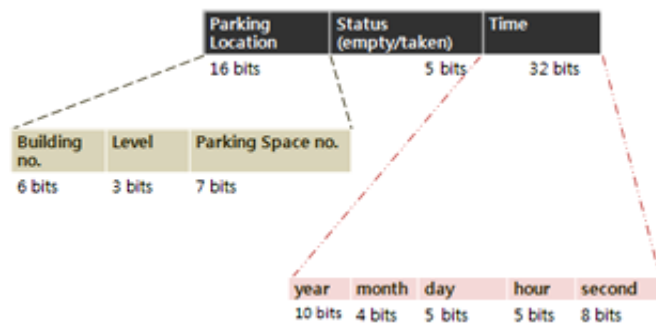 Parking Location Status (empty/taken) Time
16 bits 5 bits 32 bits
Building no. Level Parking Space no.
6 bits 3 bits 7 bits
year month day hour second
10 bits 4 bits 5 bits 5 bits 8 bits